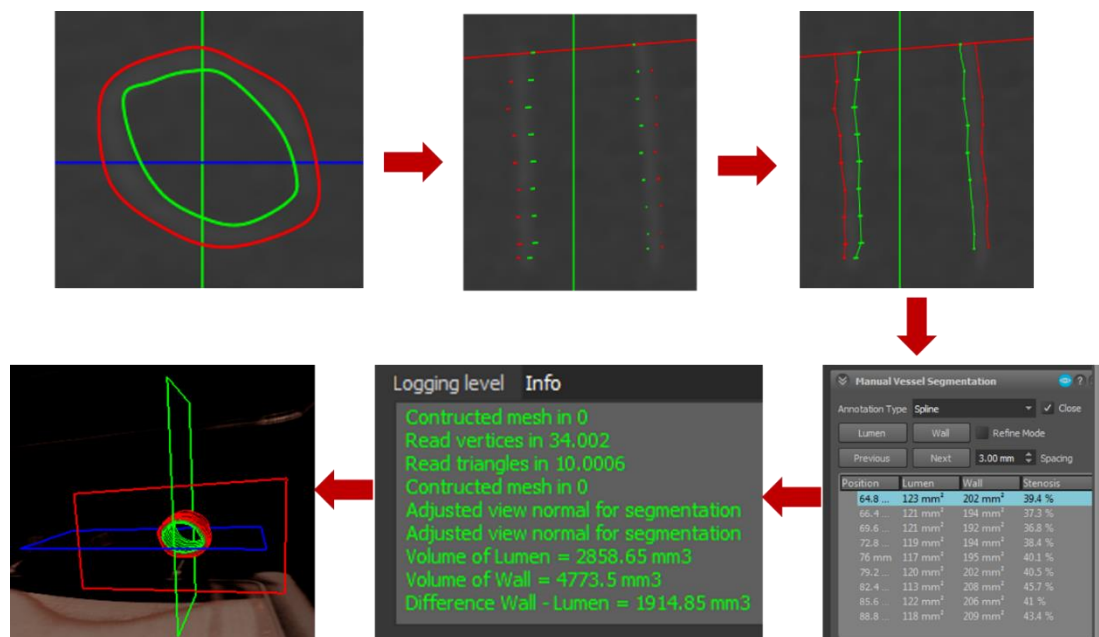 Logging level Info
Contructed mesh in 0
Read vertices in 34.002
Read triangles in 10.0006
Contructed mesh in 0
Adjusted view normal for segmentation
Adjusted view normal for segmentation
Volume of Lumen = 2858.65 mm3
Volume of Wall = 4773.5 mm3
Difference Wall - Lumen = 1914.85 mm3
Manual Vessel Segmentation ?
Annotation Type Spline Close
Lumen Wall Refine Mode
Previous Next 3.00 mm Spacing
Position Lumen Wall Stenosis
64.8 ... 123 mm² 202 mm² 39.4 %
66.4 ... 121 mm² 194 mm² 37.3 %
69.6 ... 121 mm² 192 mm² 36.8 %
72.8 ... 119 mm² 194 mm² 38.4 %
76 mm 117 mm² 195 mm² 40.1 %
79.2 ... 120 mm² 202 mm² 40.5 %
82.4 ... 113 mm² 208 mm² 45.7 %
85.6 ... 122 mm² 206 mm² 41 %
88.8 ... 118 mm² 209 mm² 43.4 %